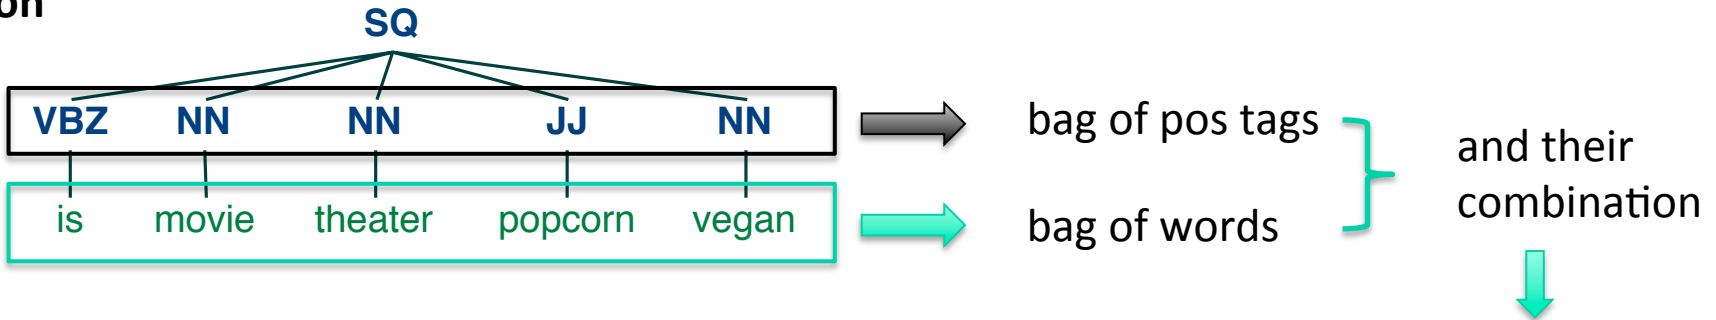 on
SQ
VBZ NN NN JJ NN
is movie theater popcorn vegan
bag of pos tags
bag of words
and their
combination